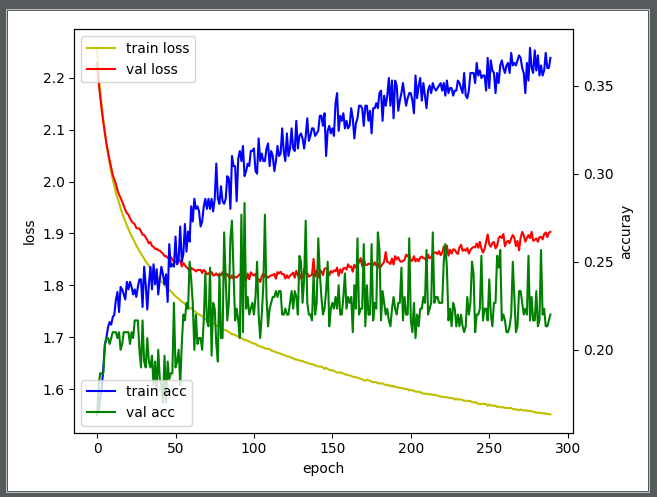 train loss
val loss
2.2
2.1
2.0
1.9
1.8
1.7
1.6
loss
0.35
0.30
0.25
0.20
accuray
train acc
val acc
0
50
100
150
200
250
300
epoch